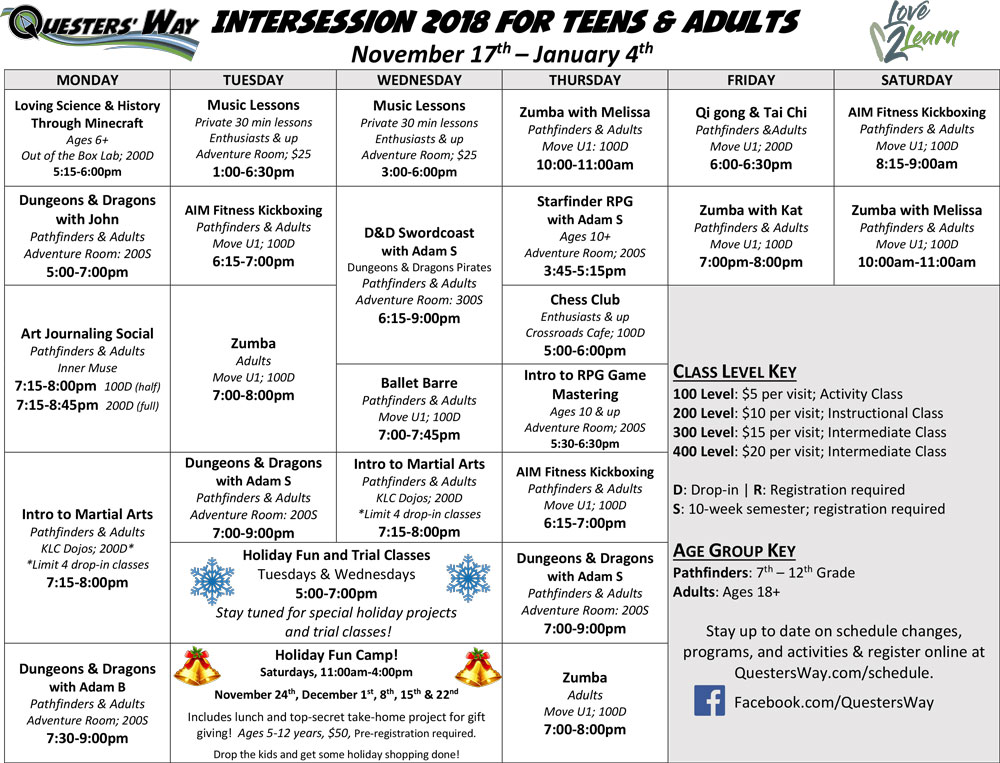 QUESTERS' WAY
INTERSESSION 2018 FOR TEENS & ADULTS
November 17th – January 4th
Love
2Learn
MONDAY
Loving Science & History
Through Minecraft
Ages 6+
Out of the Box Lab; 200D
5:15-6:00pm
Dungeons & Dragons
with John
Pathfinders & Adults
Adventure Room: 200S
5:00-7:00pm
Art Journaling Social
Pathfinders & Adults
Inner Muse
7:15-8:00pm 100D (half)
7:15-8:45pm 200D (full)
Intro to Martial Arts
Pathfinders & Adults
KLC Dojos; 200D*
*Limit 4 drop-in classes
7:15-8:00pm
Dungeons & Dragons
with Adam B
Pathfinders & Adults
Adventure Room; 200S
7:30-9:00pm
TUESDAY
Music Lessons
Private 30 min lessons
Enthusiasts & up
Adventure Room; $25
1:00-6:30pm
AIM Fitness Kickboxing
Pathfinders & Adults
Move U1; 100D
6:15-7:00pm
Zumba
Adults
Move U1; 100D
7:00-8:00pm
Dungeons & Dragons
with Adam S
Pathfinders & Adults
Adventure Room: 200S
7:00-9:00pm
WEDNESDAY
Music Lessons
Private 30 min lessons
Enthusiasts & up
Adventure Room; $25
3:00-6:00pm
D&D Swordcoast
with Adam S
Dungeons & Dragons Pirates
Pathfinders & Adults
Adventure Room: 300S
6:15-9:00pm
Ballet Barre
Pathfinders & Adults
Move U1; 100D
7:00-7:45pm
Intro to Martial Arts
Pathfinders & Adults
KLC Dojos; 200D
*Limit 4 drop-in classes
7:15-8:00pm
Holiday Fun and Trial Classes
Tuesdays & Wednesdays
5:00-7:00pm
Stay tuned for special holiday projects
and trial classes!
Holiday Fun Camp!
Saturdays, 11:00am-4:00pm
November 24th, December 1st, 8th, 15th & 22nd
Includes lunch and top-secret take-home project for gift
giving! Ages 5-12 years, $50, Pre-registration required.
Drop the kids and get some holiday shopping done!
THURSDAY
Zumba with Melissa
Pathfinders & Adults
Move U1: 100D
10:00-11:00am
Starfinder RPG
with Adam S
Ages 10+
Adventure Room; 200S
3:45-5:15pm
Chess Club
Enthusiasts & up
Crossroads Cafe; 100D
5:00-6:00pm
Intro to RPG Game
Mastering
Ages 10 & up
Adventure Room; 200S
5:30-6:30pm
AIM Fitness Kickboxing
Pathfinders & Adults
Move U1; 100D
6:15-7:00pm
Dungeons & Dragons
with Adam S
Pathfinders & Adults
Adventure Room: 200S
7:00-9:00pm
Zumba
Adults
Move U1; 100D
7:00-8:00pm
FRIDAY
Qi gong & Tai Chi
Pathfinders &Adults
Move U1; 200D
6:00-6:30pm
Zumba with Kat
Pathfinders & Adults
Move U1; 100D
7:00pm-8:00pm
SATURDAY
AIM Fitness Kickboxing
Pathfinders & Adults
Move U1; 100D
8:15-9:00am
Zumba with Melissa
Pathfinders & Adults
Move U1: 100D
10:00am-11:00am
CLASS LEVEL KEY
100 Level: $5 per visit; Activity Class
200 Level: $10 per visit; Instructional Class
300 Level: $15 per visit; Intermediate Class
400 Level: $20 per visit; Intermediate Class
D: Drop-in | R: Registration required
S: 10-week semester; registration required
AGE GROUP KEY
Pathfinders: 7th – 12th Grade
Adults: Ages 18+
Stay up to date on schedule changes,
programs, and activities & register online at
QuestersWay.com/schedule.
Facebook.com/QuestersWay